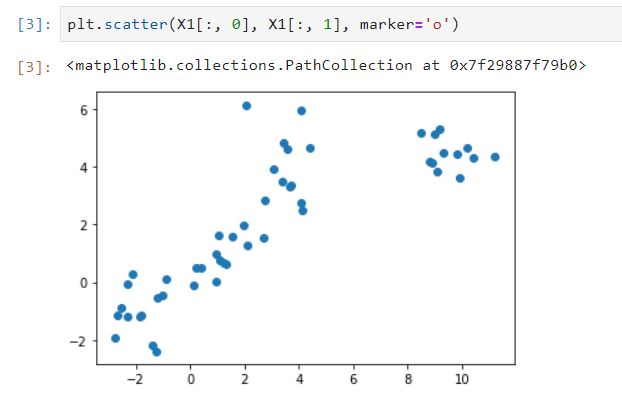 [3]: plt.scatter(X1[:, 0], X1[:, 1], marker='o')
[3]: <matplotlib.collections.PathCollection at 0x7f29887f79b0>
6
4
2
0
−2
−2 0 2 4 6 8 10